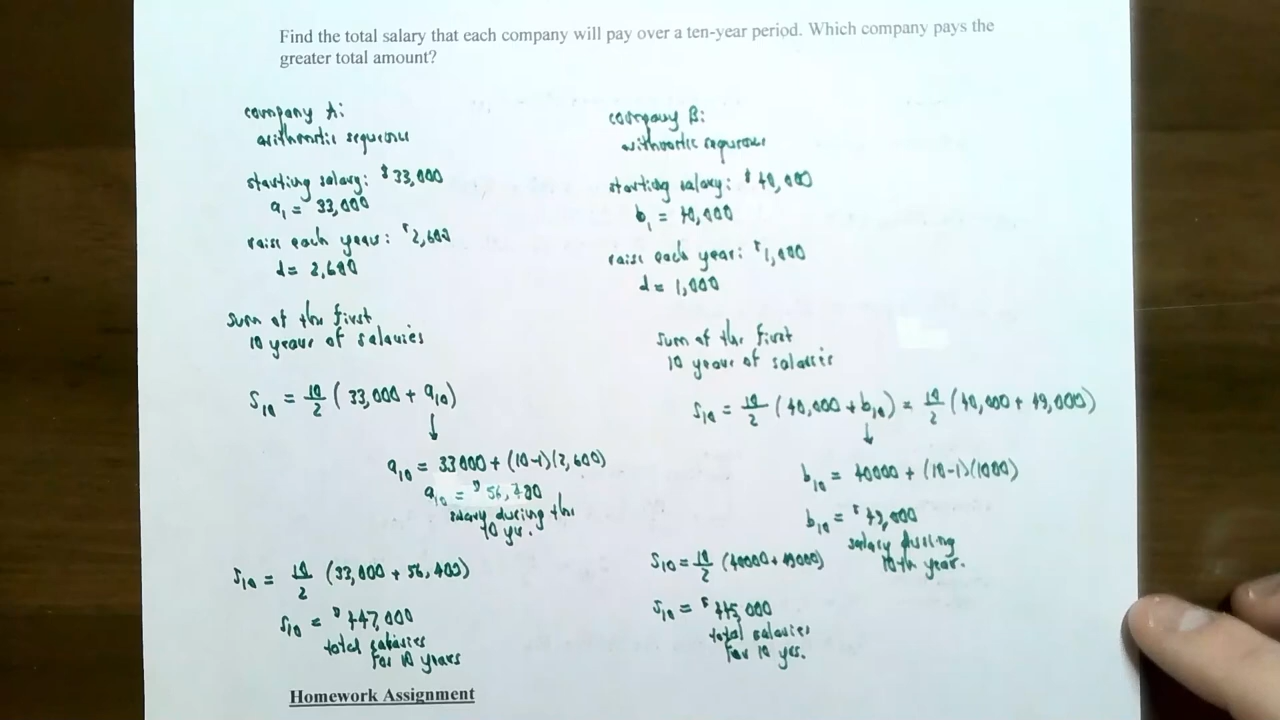 Find the total salary that each company will pay over a ten-year period. Which company pays the
greater total amount?
company A:
arithmetic sequence
starting salary: $33,000
a₁ = 33,000
raise each year: $2,600
d = 2,600
sum of the first
10 years of salaries
S₁₀ = 10/2 (33,000 + a₁₀)
↓
a₁₀ = 33000 + (10-1)(2,600)
a₁₀ = $56,400
salary during the
10 yr.
S₁₀ = 10/2 (33,000 + 56,400)
S₁₀ = $447,000
total salaries
for 10 years
company B:
arithmetic sequence
starting salary: $40,000
b₁ = 40,000
raise each year: $1,000
d = 1,000
sum of the first
10 years of salaries
S₁₀ = 10/2 (40,000 + b₁₀) = 10/2 (40,000 + 49,000)
↓
b₁₀ = 40000 + (10-1)(1000)
b₁₀ = $49,000
salary during
10th year.
S₁₀ = 10/2 (40000 + 49000)
S₁₀ = $445,000
total salaries
for 10 yrs.
Homework Assignment